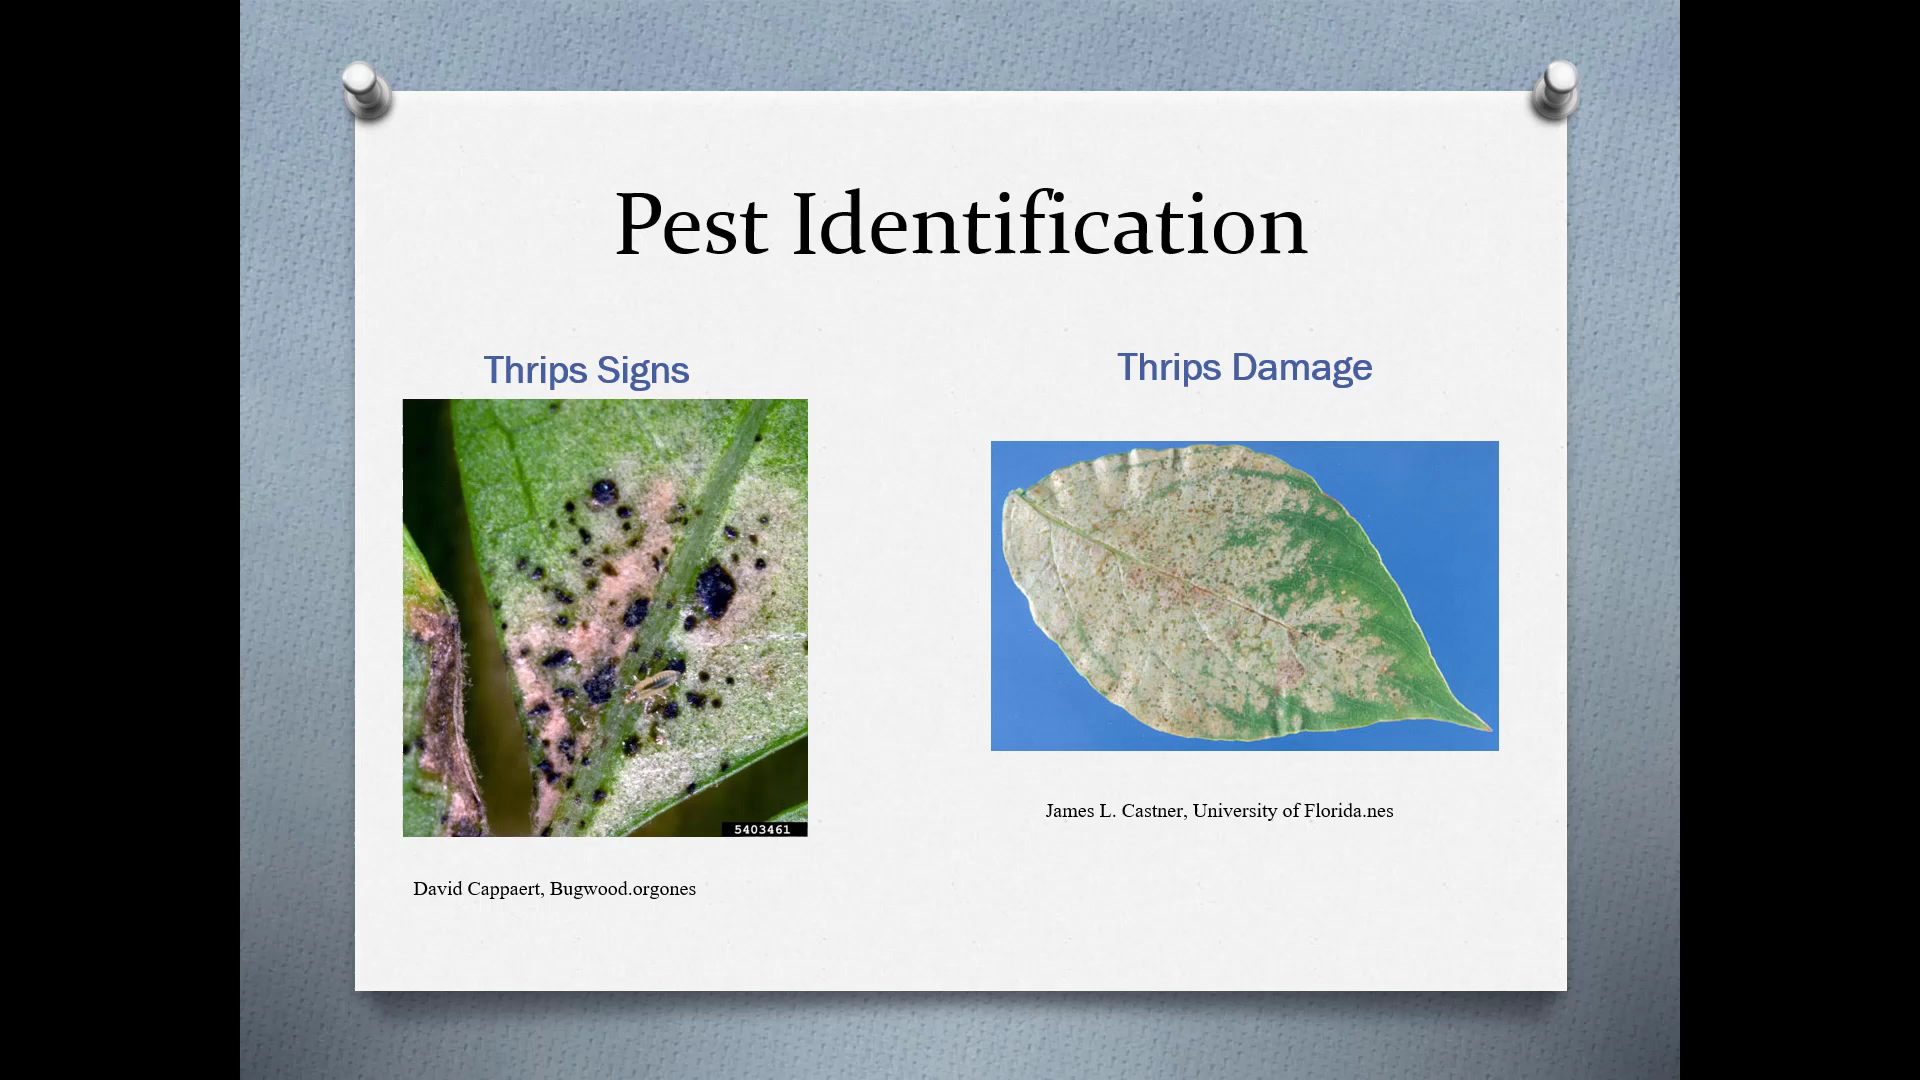 Pest Identification
Thrips Signs
Thrips Damage
5403461
James L. Castner, University of Florida.nes
David Cappaert, Bugwood.orgones